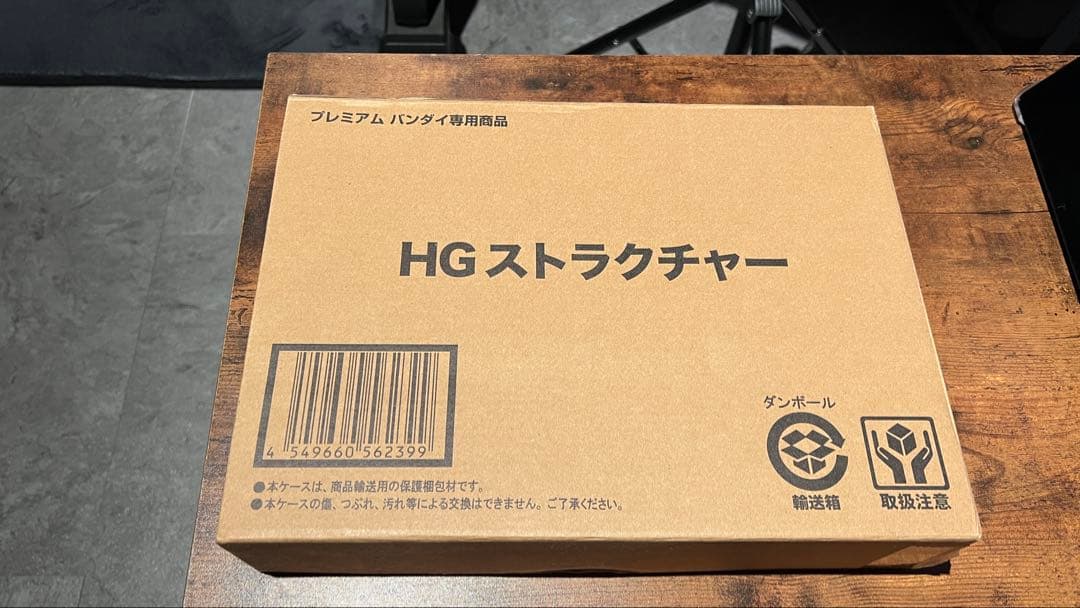 プレミアム バンダイ専用商品
HGストラクチャー
4 549660 562399
●本ケースは、商品輸送用の保護梱包材です。
●本ケースの傷、つぶれ、汚れ等による交換はできません。ご了承ください。
ダンボール
輸送箱
取扱注意